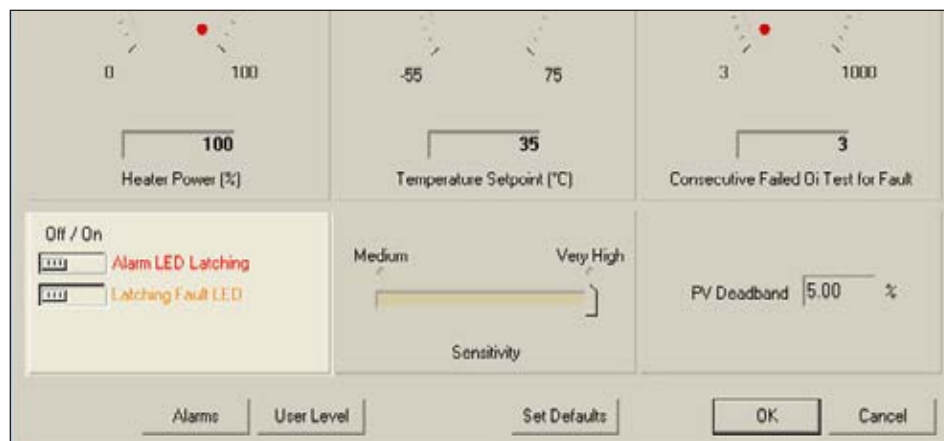 0 100
-55 75
3 1000
100
35
3
Heater Power (%)
Temperature Setpoint (°C)
Consecutive Failed Oi Test for Fault
Off / On
Alarm LED Latching
Latching Fault LED
Medium Very High
Sensitivity
PV Deadband 5.00 %
Alarms User Level Set Defaults OK Cancel